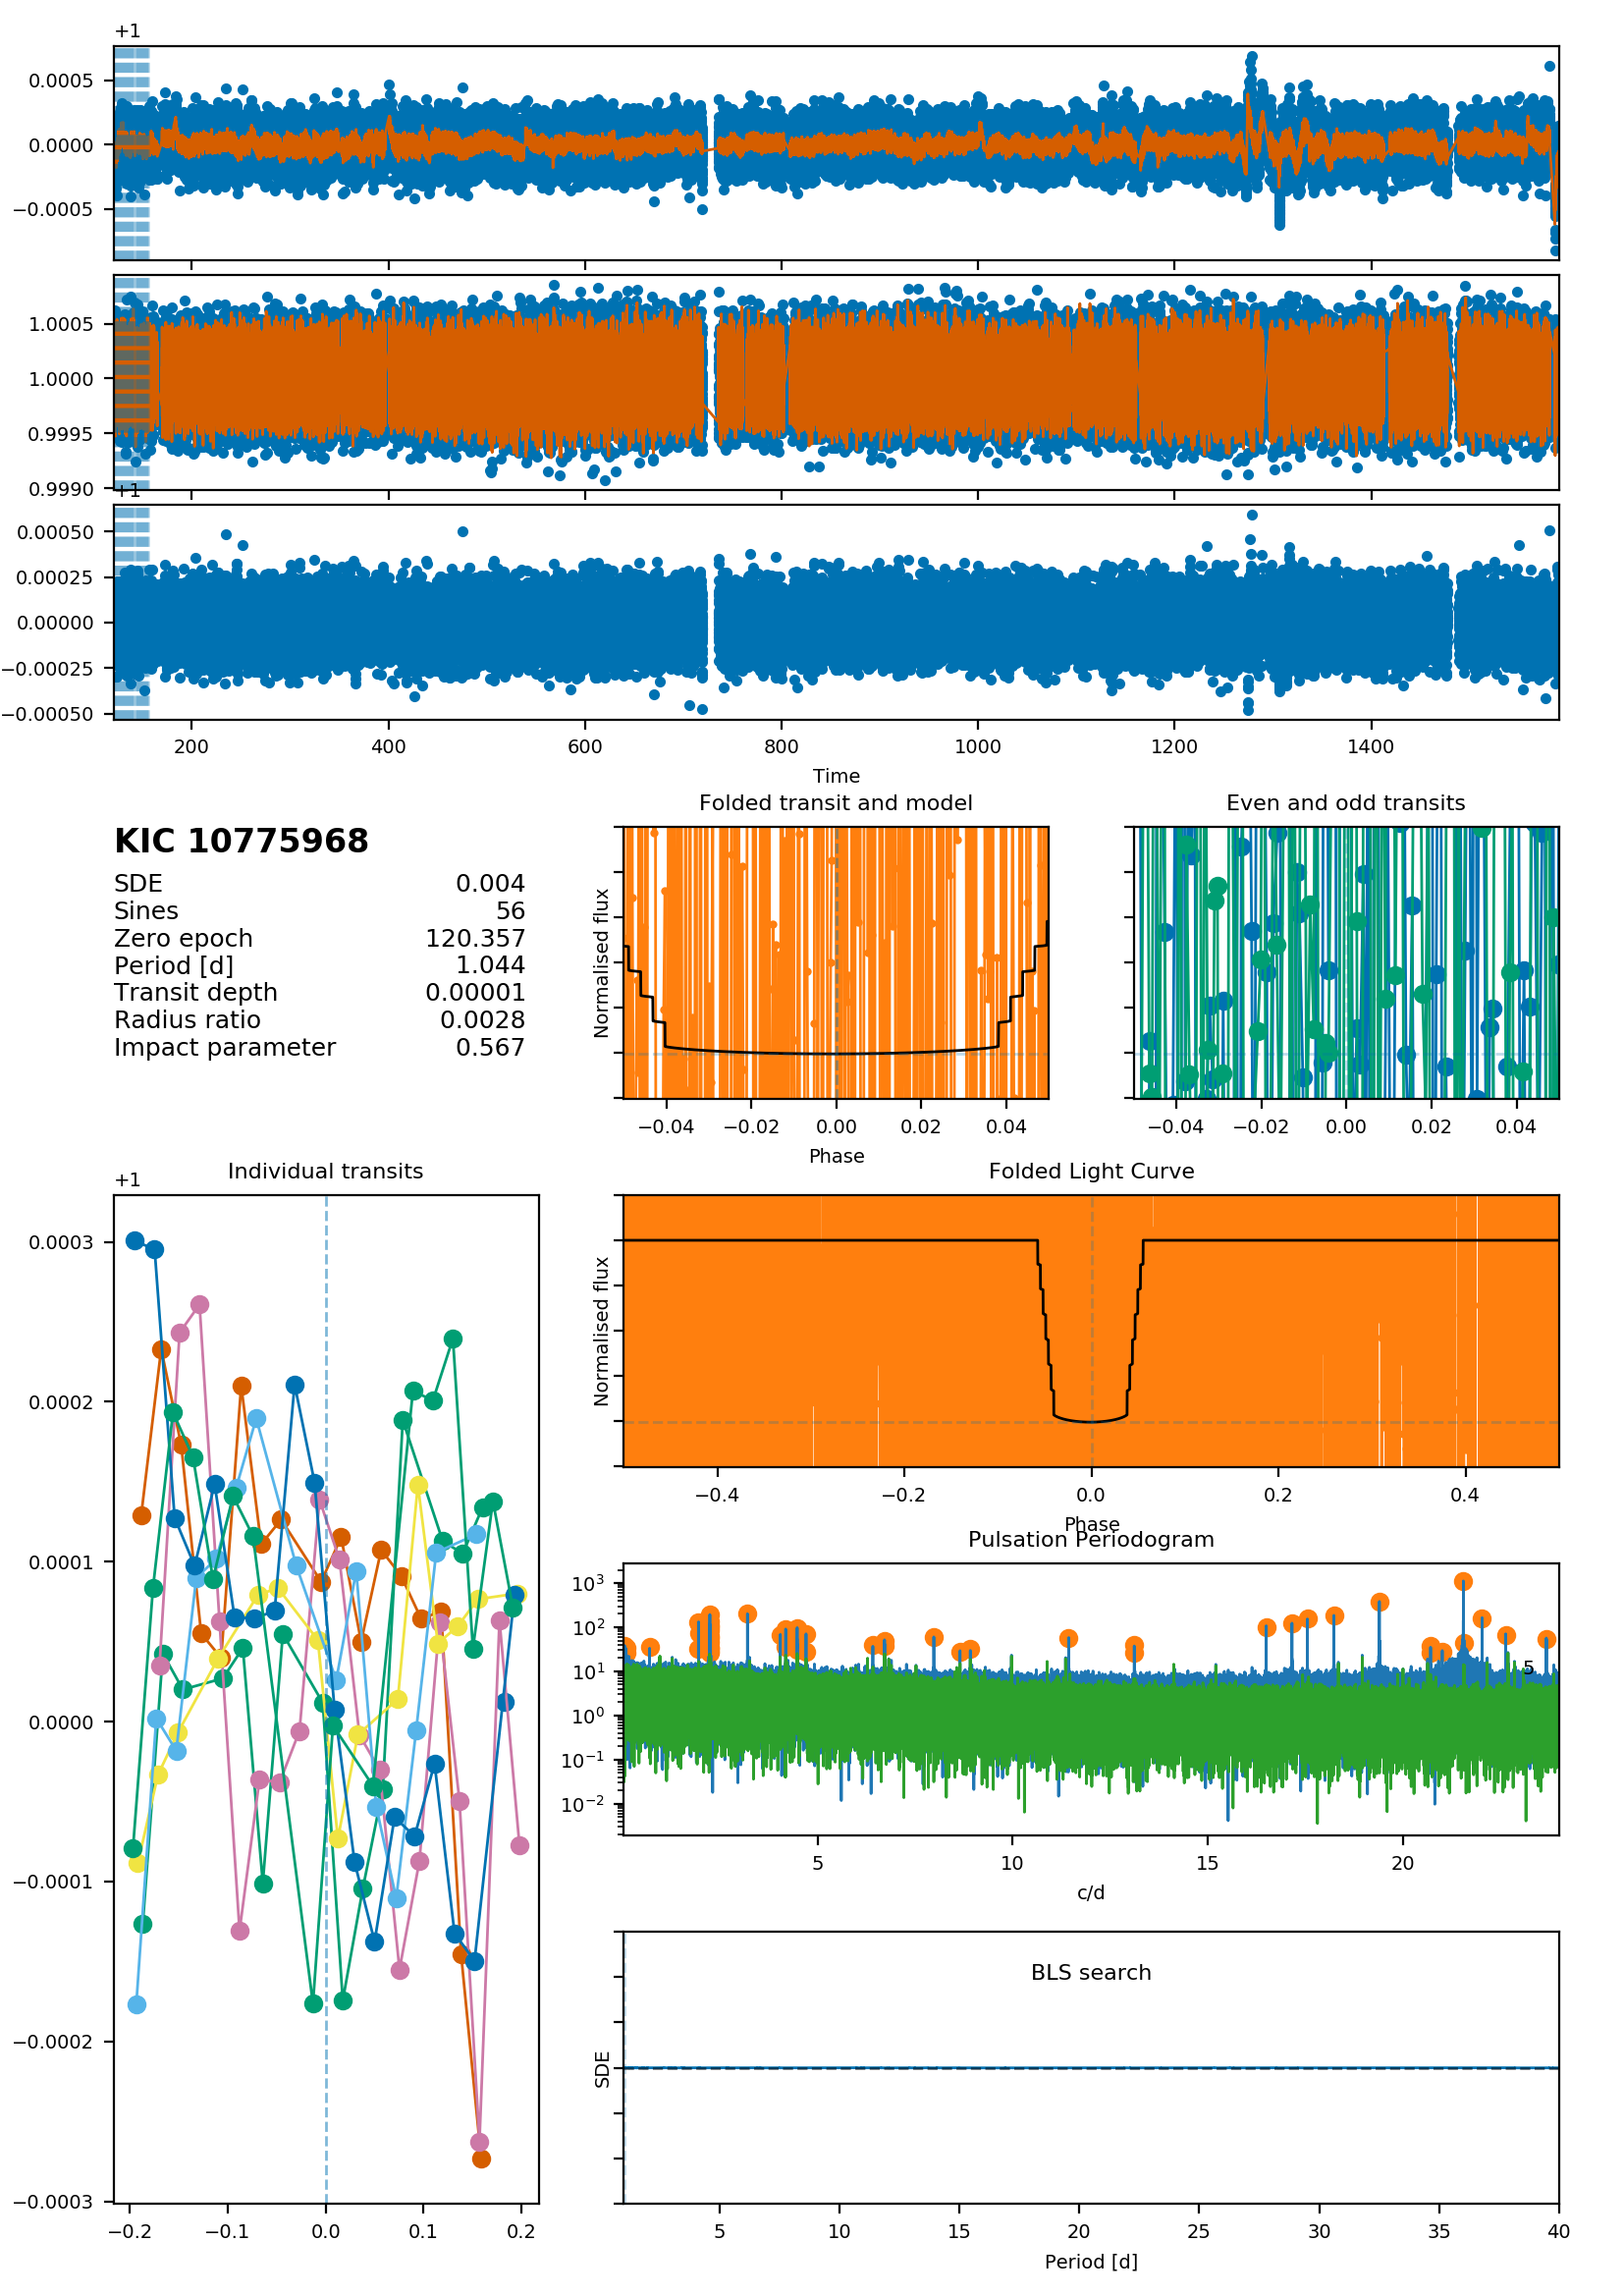 +1
0.0005
0.0000
−0.0005
1.0005
1.0000
0.9995
0.9990
+1
0.00050
0.00025
0.00000
−0.00025
−0.00050
200 400 600 800 1000 1200 1400
Time
KIC 10775968
SDE 0.004
Sines 56
Zero epoch 120.357
Period [d] 1.044
Transit depth 0.00001
Radius ratio 0.0028
Impact parameter 0.567
Folded transit and model
Normalised flux
−0.04 −0.02 0.00 0.02 0.04
Phase
Even and odd transits
−0.04 −0.02 0.00 0.02 0.04
Individual transits
+1
0.0003
0.0002
0.0001
0.0000
−0.0001
−0.0002
−0.0003
−0.2 −0.1 0.0 0.1 0.2
Folded Light Curve
Normalised flux
−0.4 −0.2 0.0 0.2 0.4
Phase
Pulsation Periodogram
10³
10²
10¹
10⁰
10⁻¹
10⁻²
5
5 10 15 20
c/d
BLS search
SDE
5 10 15 20 25 30 35 40
Period [d]